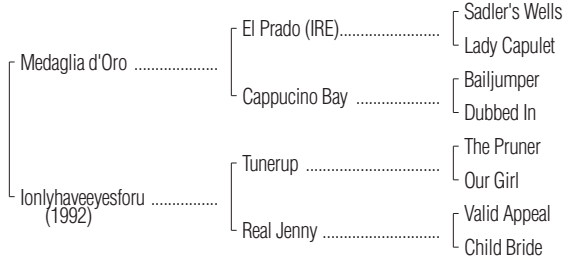 Sadler's Wells
El Prado (IRE)....................
Lady Capulet
Medaglia d'Oro ..................
Bailjumper
Cappucino Bay .................
Dubbed In
The Pruner
Tunerup ...........................
Our Girl
Ionlyhaveeyesforu ..............
(1992)
Valid Appeal
Real Jenny .......................
Child Bride